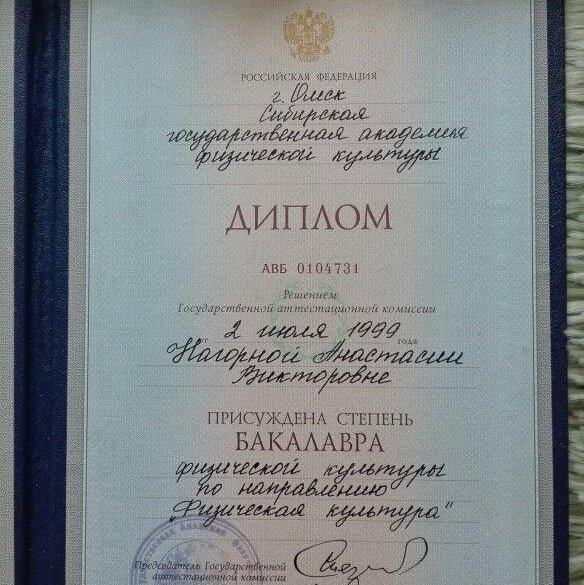 РОССИЙСКАЯ ФЕДЕРАЦИЯ
г. Омск
Сибирская
государственная академия
физической культуры
ДИПЛОМ
АВБ 0104731
Решением
Государственной аттестационной комиссии
от 2 июля 1999 года
Нагорной Анастасии
Викторовне
ПРИСУЖДЕНА СТЕПЕНЬ
БАКАЛАВРА
физической культуры
по направлению
„Физическая культура"
Председатель Государственной
аттестационной комиссии